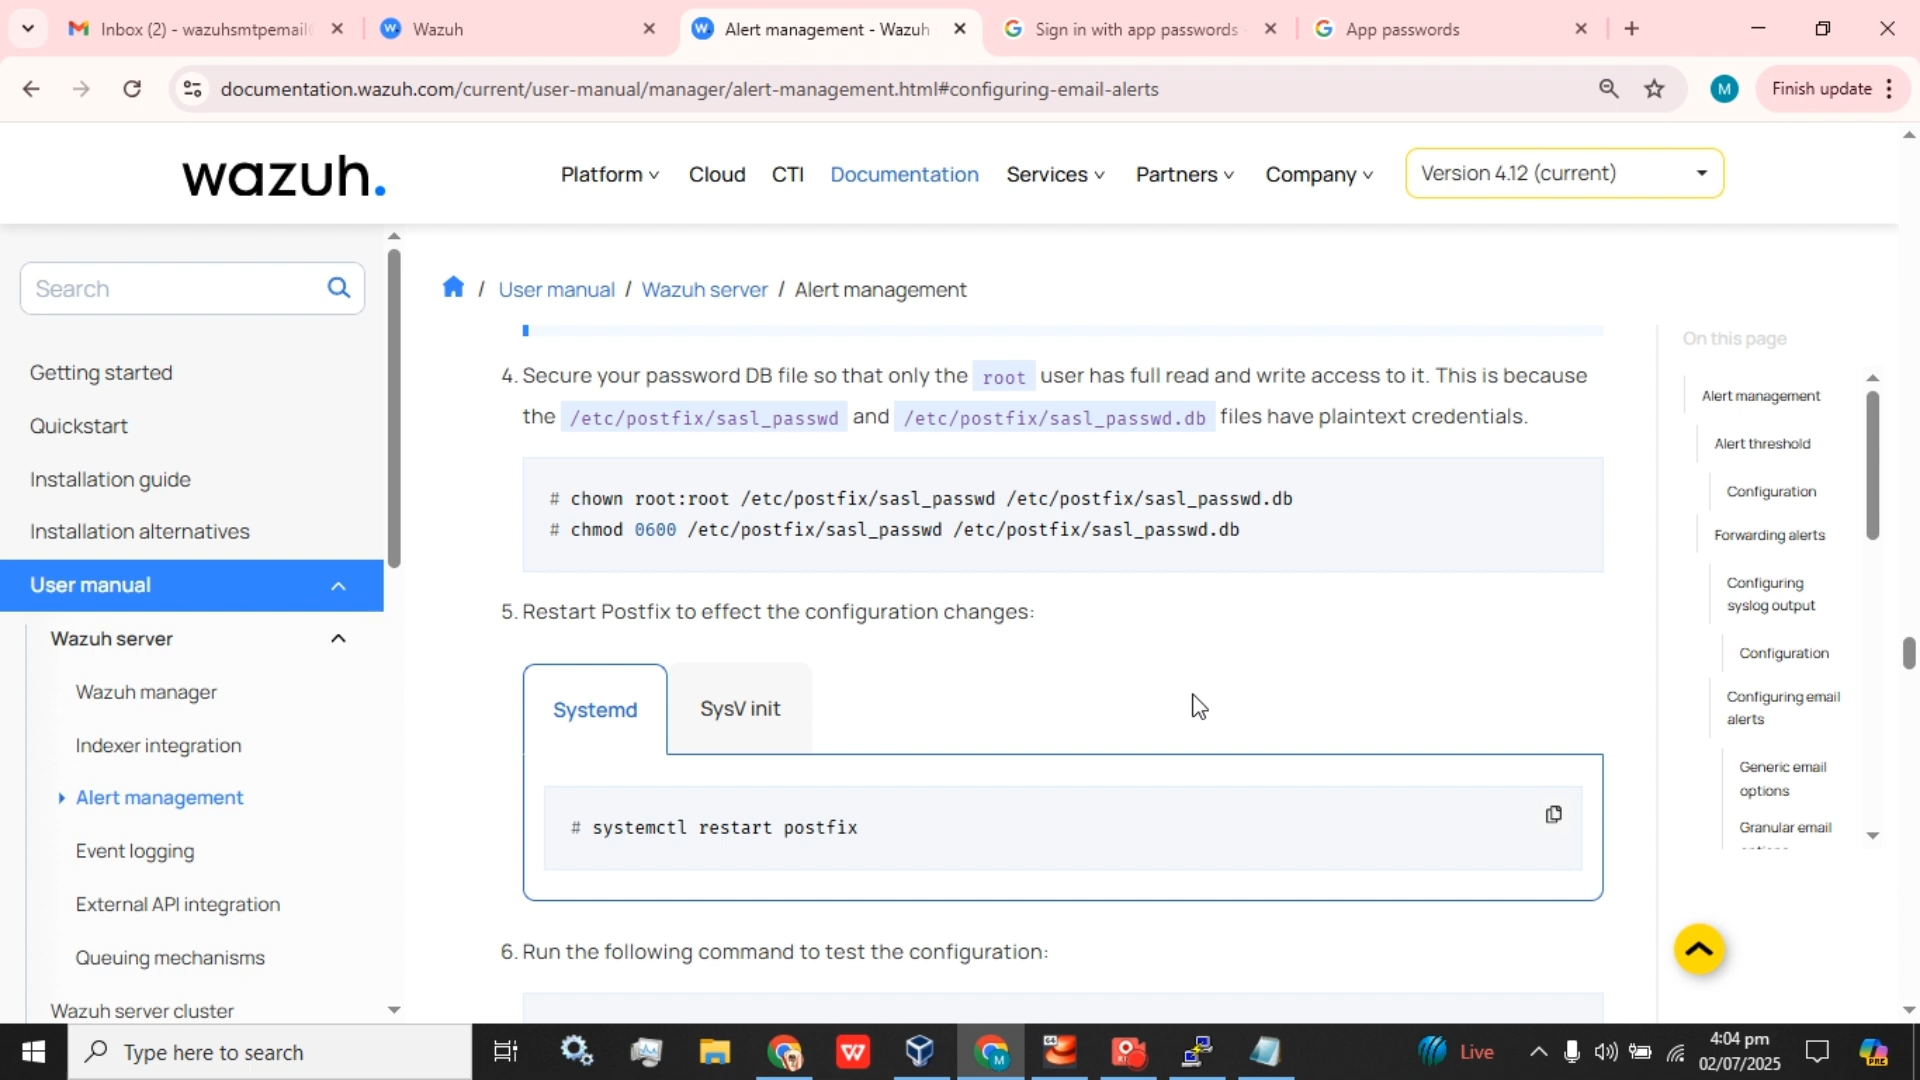 Inbox (2) - wazuhsmtpemail
Wazuh
Alert management - Wazuh
Sign in with app passwords
App passwords
documentation.wazuh.com/current/user-manual/manager/alert-management.html#configuring-email-alerts
M
Finish update
wazuh.
Platform
Cloud
CTI
Documentation
Services
Partners
Company
Version 4.12 (current)
Search
/ User manual / Wazuh server / Alert management
Getting started
Quickstart
Installation guide
Installation alternatives
User manual
Wazuh server
Wazuh manager
Indexer integration
Alert management
Event logging
External API integration
Queuing mechanisms
Wazuh server cluster
4. Secure your password DB file so that only the root user has full read and write access to it. This is because
the /etc/postfix/sasl_passwd and /etc/postfix/sasl_passwd.db files have plaintext credentials.
# chown root:root /etc/postfix/sasl_passwd /etc/postfix/sasl_passwd.db
# chmod 0600 /etc/postfix/sasl_passwd /etc/postfix/sasl_passwd.db
5. Restart Postfix to effect the configuration changes:
Systemd
SysV init
# systemctl restart postfix
6. Run the following command to test the configuration:
On this page
Alert management
Alert threshold
Configuration
Forwarding alerts
Configuring
syslog output
Configuration
Configuring email
alerts
Generic email
options
Granular email
Type here to search
Live
4:04 pm
02/07/2025